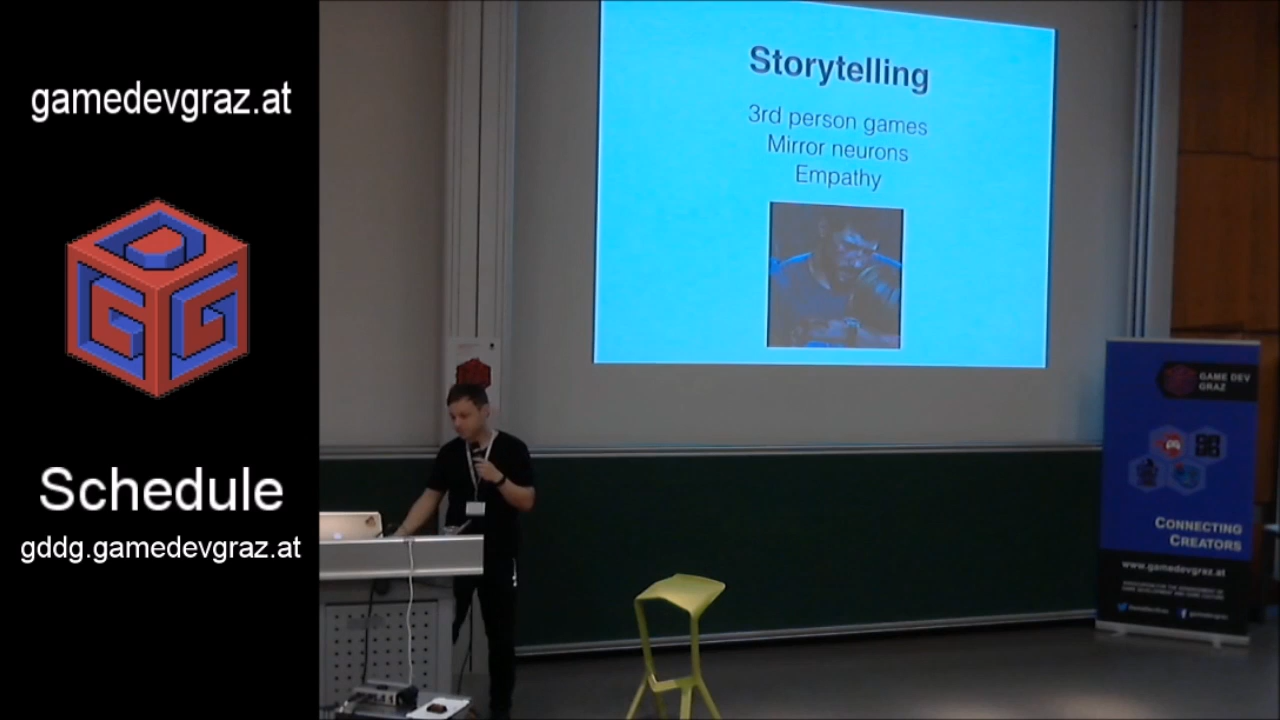 gamedevgraz.at
Schedule
gddg.gamedevgraz.at
Storytelling
3rd person games
Mirror neurons
Empathy
GAME DEV
GRAZ
CONNECTING
CREATORS
www.gamedevgraz.at